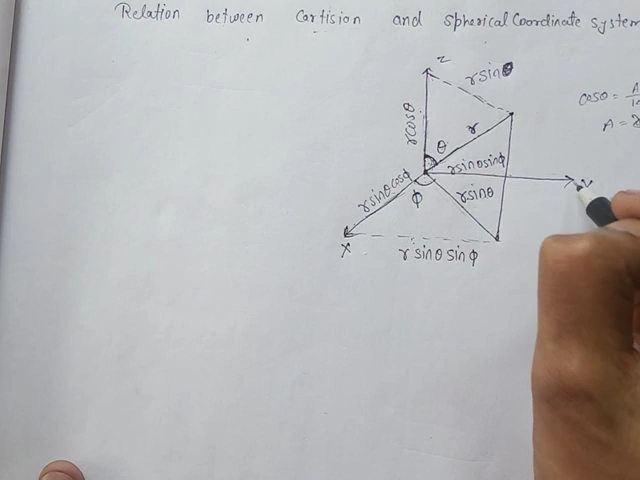 Relation between Cartision and Spherical Coordinate system
z
r sinθ
cosθ =
r cosθ
A =
r
θ
r sinθ sinφ
r sinθ cosφ
r sinθ
φ
x
r sinθ sinφ